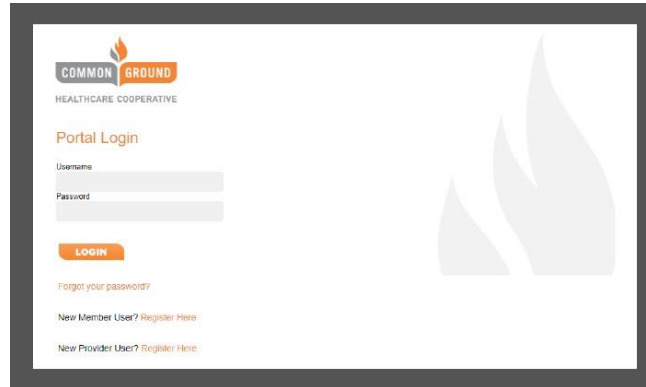 COMMON GROUND
HEALTHCARE COOPERATIVE
Portal Login
Username
Password
LOGIN
Forgot your password?
New Member User? Register Here
New Provider User? Register Here